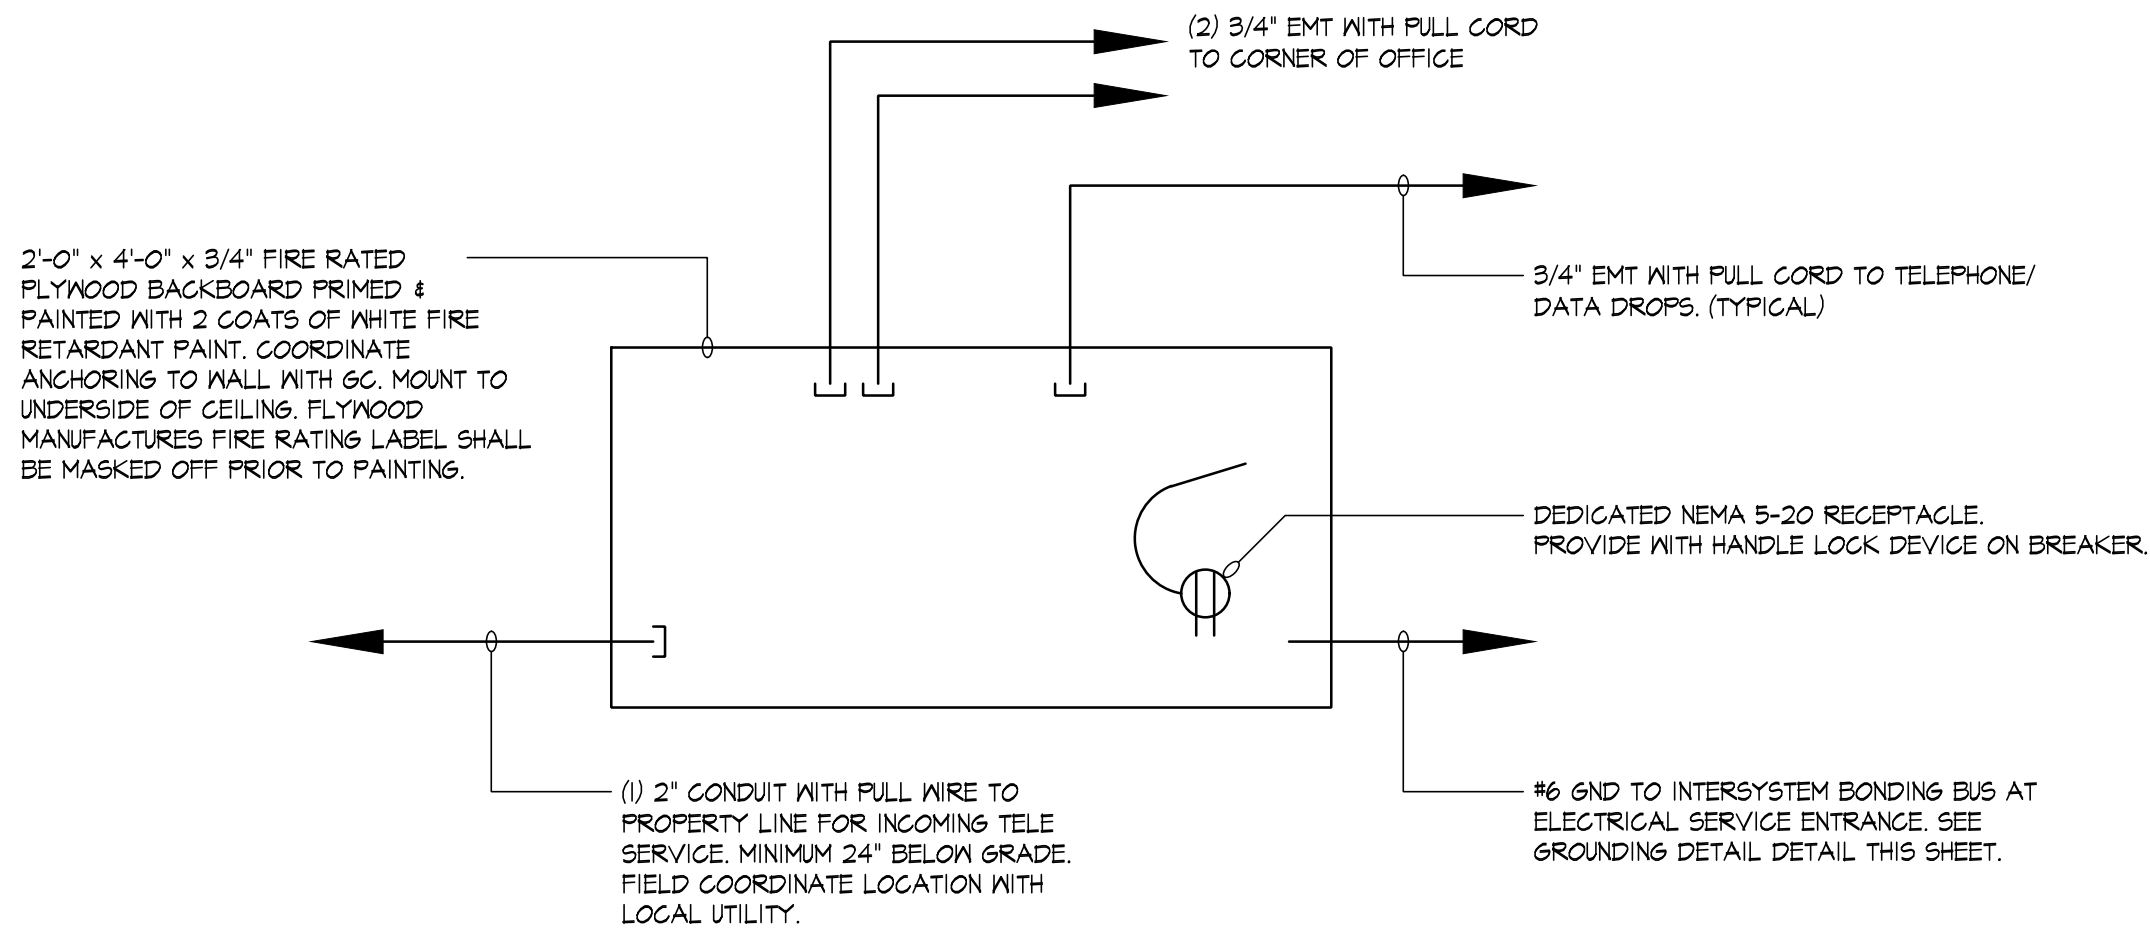 (2) 3/4" EMT WITH PULL CORD
TO CORNER OF OFFICE
2'-0" x 4'-0" x 3/4" FIRE RATED
PLYWOOD BACKBOARD PRIMED &
PAINTED WITH 2 COATS OF WHITE FIRE
RETARDANT PAINT. COORDINATE
ANCHORING TO WALL WITH GC. MOUNT TO
UNDERSIDE OF CEILING. FLYWOOD
MANUFACTURES FIRE RATING LABEL SHALL
BE MASKED OFF PRIOR TO PAINTING.
3/4" EMT WITH PULL CORD TO TELEPHONE/
DATA DROPS. (TYPICAL)
DEDICATED NEMA 5-20 RECEPTACLE.
PROVIDE WITH HANDLE LOCK DEVICE ON BREAKER.
(1) 2" CONDUIT WITH PULL WIRE TO
PROPERTY LINE FOR INCOMING TELE
SERVICE. MINIMUM 24" BELOW GRADE.
FIELD COORDINATE LOCATION WITH
LOCAL UTILITY.
#6 GND TO INTERSYSTEM BONDING BUS AT
ELECTRICAL SERVICE ENTRANCE. SEE
GROUNDING DETAIL DETAIL THIS SHEET.